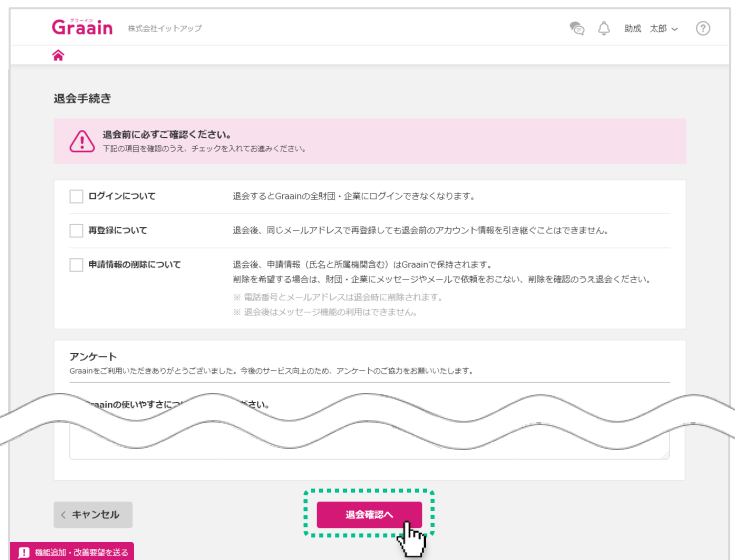 グラーイン
Graain 株式会社イットアップ 助成 太郎 ?
退会手続き
退会前に必ずご確認ください。
下記の項目を確認のうえ、チェックを入れてお進みください。
ログインについて 退会するとGraainの全財団・企業にログインできなくなります。
再登録について 退会後、同じメールアドレスで再登録しても退会前のアカウント情報を引き継ぐことはできません。
申請情報の削除について 退会後、申請情報（氏名と所属機関含む）はGraainで保持されます。
削除を希望する場合は、財団・企業にメッセージやメールで依頼をおこない、削除を確認のうえ退会ください。
※ 電話番号とメールアドレスは退会時に削除されます。
※ 退会後はメッセージ機能の利用はできません。
アンケート
Graainをご利用いただきありがとうございました。今後のサービス向上のため、アンケートのご協力をお願いいたします。
raainの使いやすさにつ ださい。
キャンセル 退会確認へ
機能追加・改善要望を送る